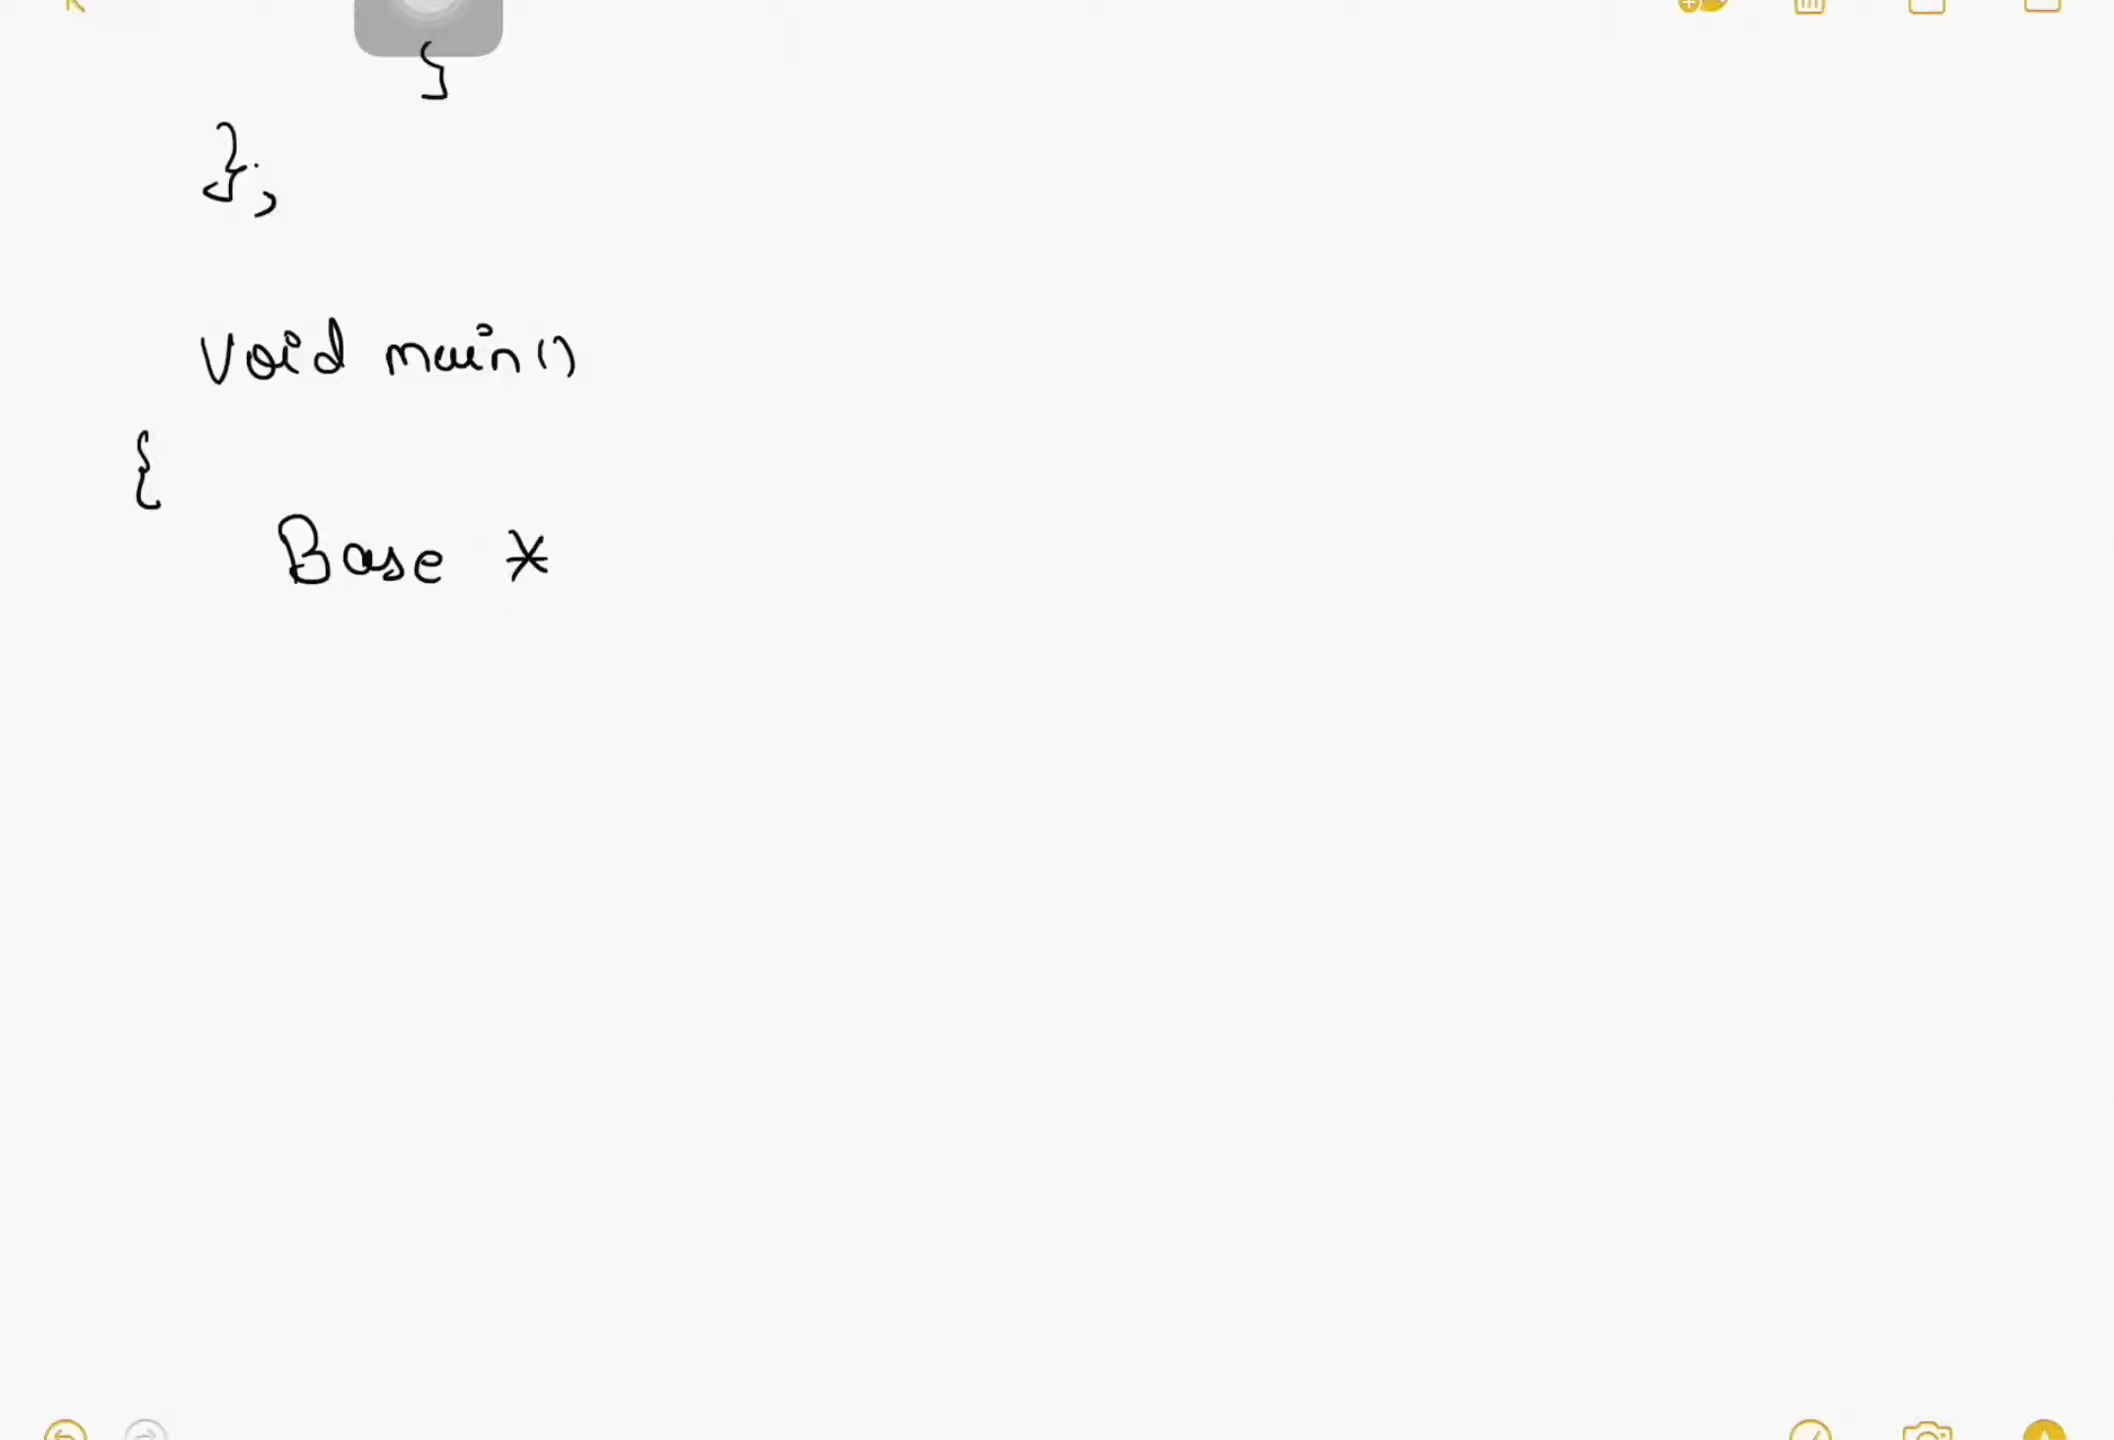 }
};
void main()
{
Base *